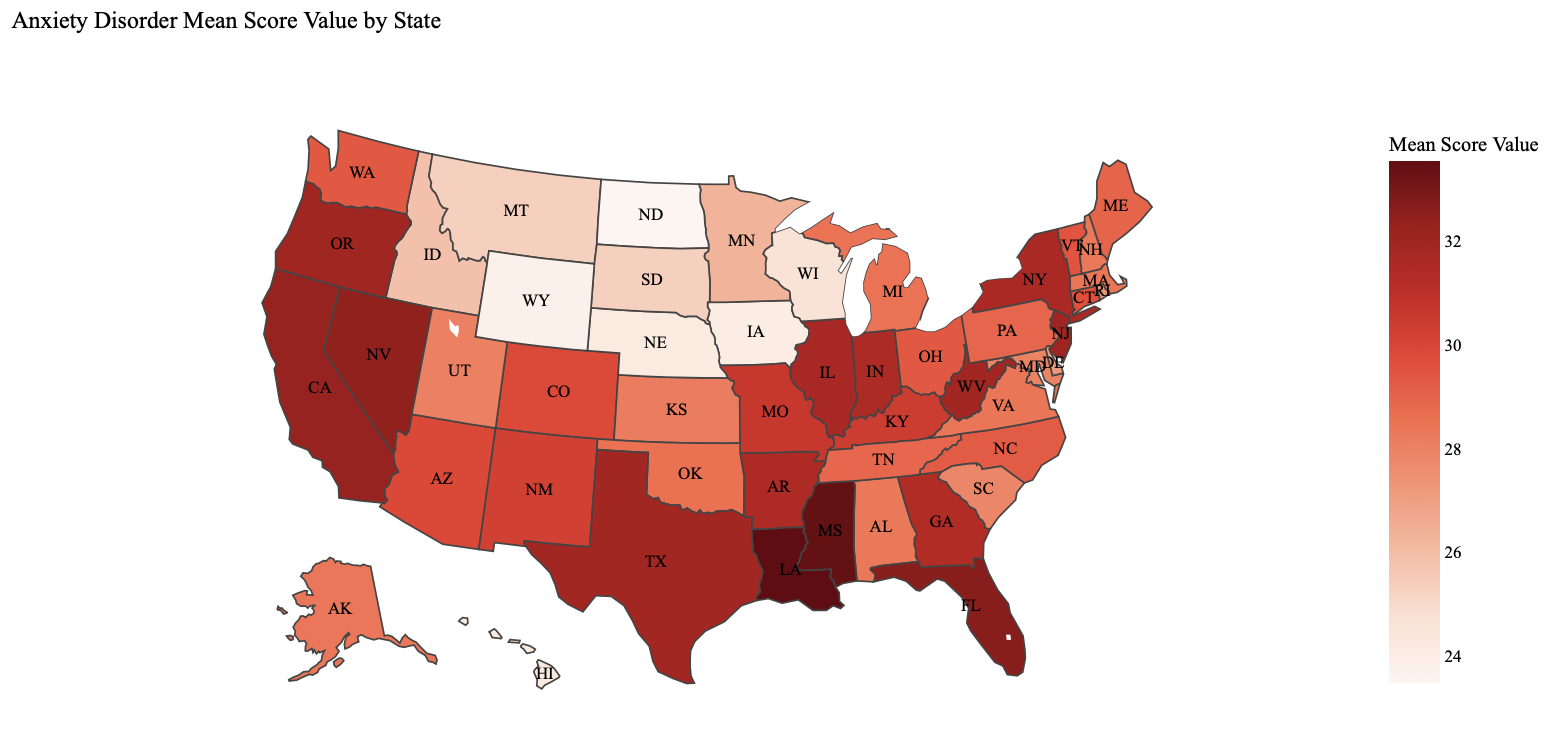 Anxiety Disorder Mean Score Value by State
Mean Score Value
32
30
28
26
24
WA
MT
ND
MN
ME
OR
ID
SD
WI
MI
VT
NH
NY
MA
CT
RI
WY
NE
IA
PA
NJ
NV
UT
IL
IN
OH
MD
DE
CA
CO
KS
MO
KY
WV
VA
AZ
NM
OK
AR
TN
NC
SC
TX
LA
MS
AL
GA
FL
AK
HI